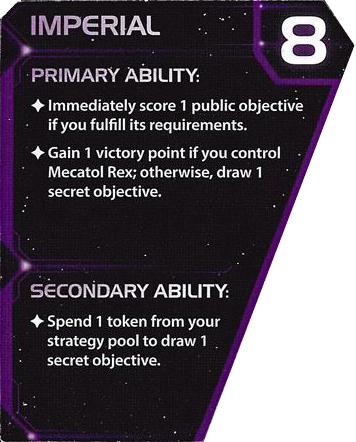 IMPERIAL
8
PRIMARY ABILITY:
Immediately score 1 public objective
if you fulfill its requirements.
Gain 1 victory point if you control
Mecatol Rex; otherwise, draw 1
secret objective.
SECONDARY ABILITY:
Spend 1 token from your
strategy pool to draw 1
secret objective.